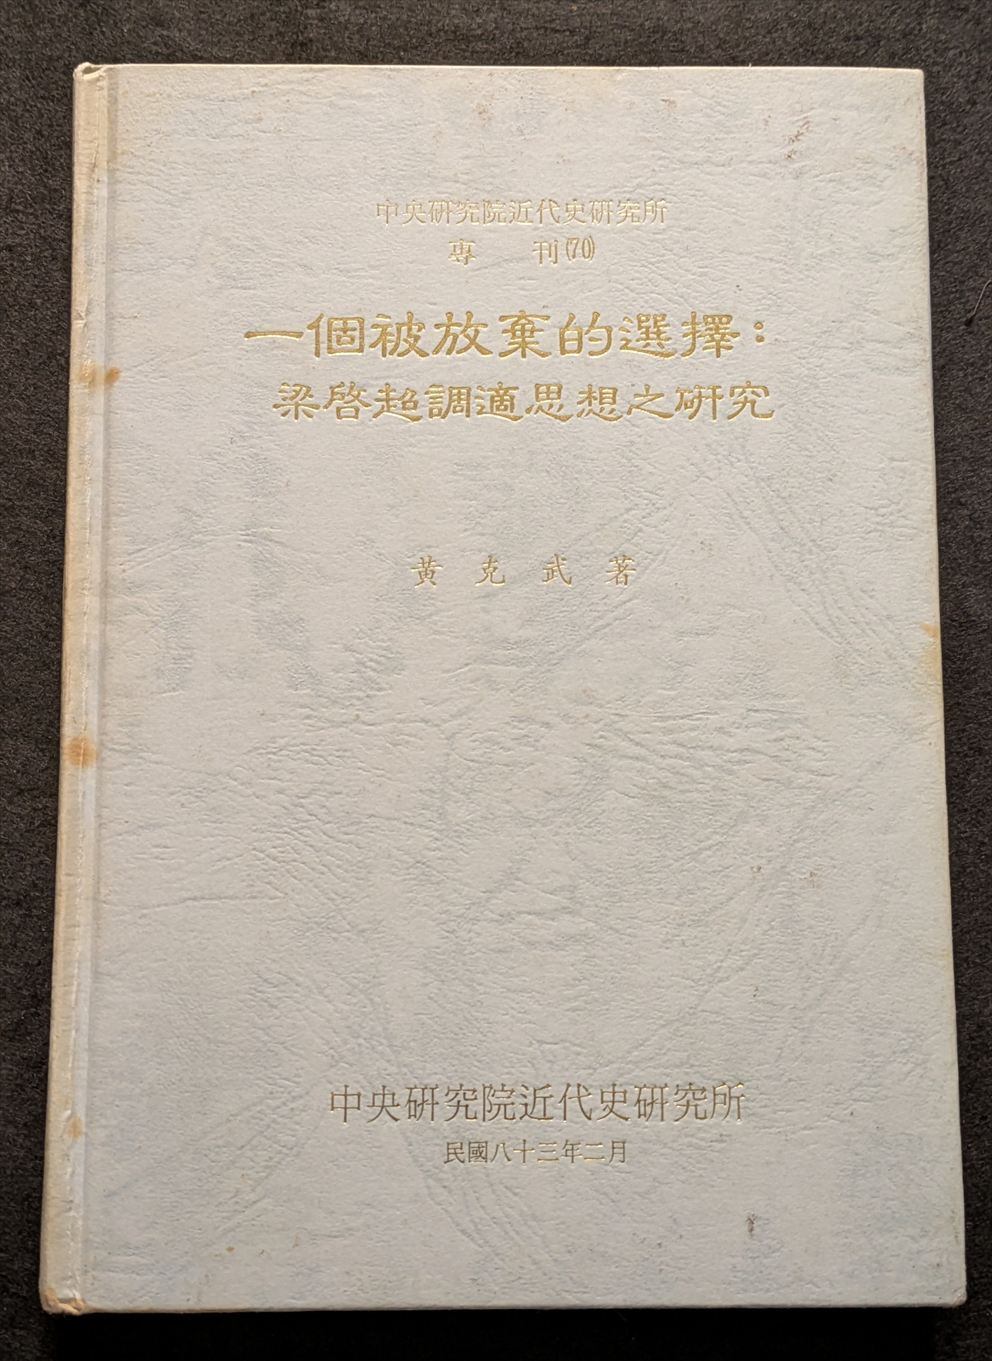 中央研究院近代史研究所
專 刊(70)
一個被放棄的選擇：
梁啓超調適思想之研究
黃克武著
中央研究院近代史研究所
民國八十三年二月